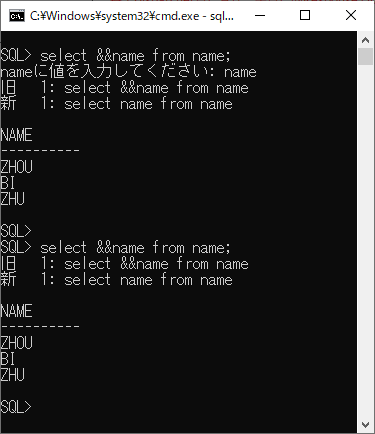 C:¥Windows¥system32¥cmd.exe - sql...
SQL> select &&name from name;
nameに値を入力してください: name
旧   1: select &&name from name
新   1: select name from name
NAME
----------
ZHOU
BI
ZHU
SQL>
SQL> select &&name from name;
旧   1: select &&name from name
新   1: select name from name
NAME
----------
ZHOU
BI
ZHU
SQL>